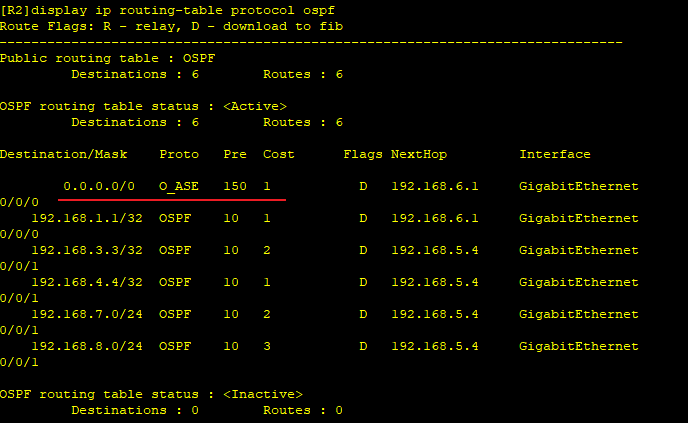 [R2]display ip routing-table protocol ospf
Route Flags: R - relay, D - download to fib
------------------------------------------------------------------------------
Public routing table : OSPF
         Destinations : 6        Routes : 6

OSPF routing table status : <Active>
         Destinations : 6        Routes : 6

Destination/Mask    Proto   Pre  Cost         Flags NextHop         Interface

        0.0.0.0/0   O_ASE   150  1              D   192.168.6.1     GigabitEthernet
0/0/0
    192.168.1.1/32  OSPF    10   1              D   192.168.6.1     GigabitEthernet
0/0/0
    192.168.3.3/32  OSPF    10   2              D   192.168.5.4     GigabitEthernet
0/0/1
    192.168.4.4/32  OSPF    10   1              D   192.168.5.4     GigabitEthernet
0/0/1
    192.168.7.0/24  OSPF    10   2              D   192.168.5.4     GigabitEthernet
0/0/1
    192.168.8.0/24  OSPF    10   3              D   192.168.5.4     GigabitEthernet
0/0/1

OSPF routing table status : <Inactive>
         Destinations : 0        Routes : 0